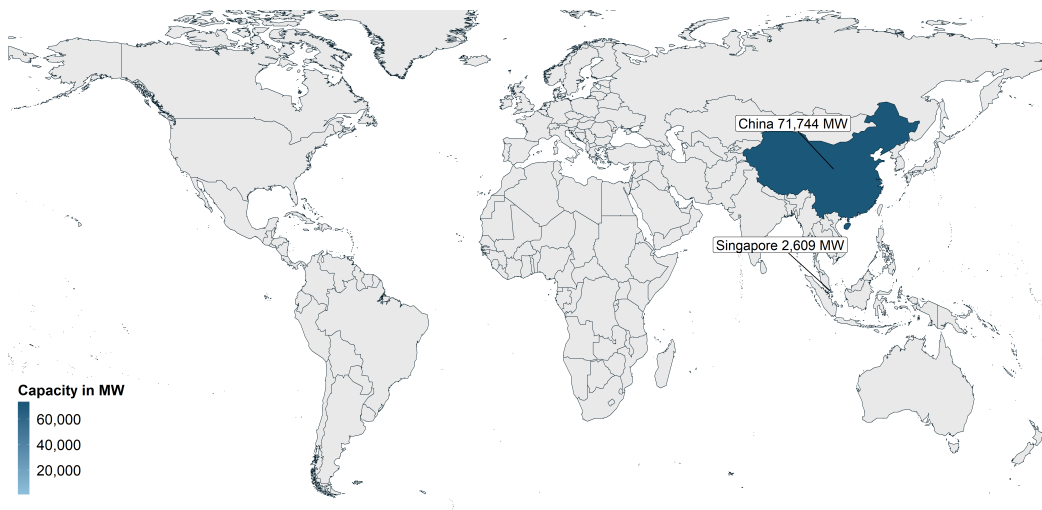 China 71,744 MW
Singapore 2,609 MW
Capacity in MW
60,000
40,000
20,000